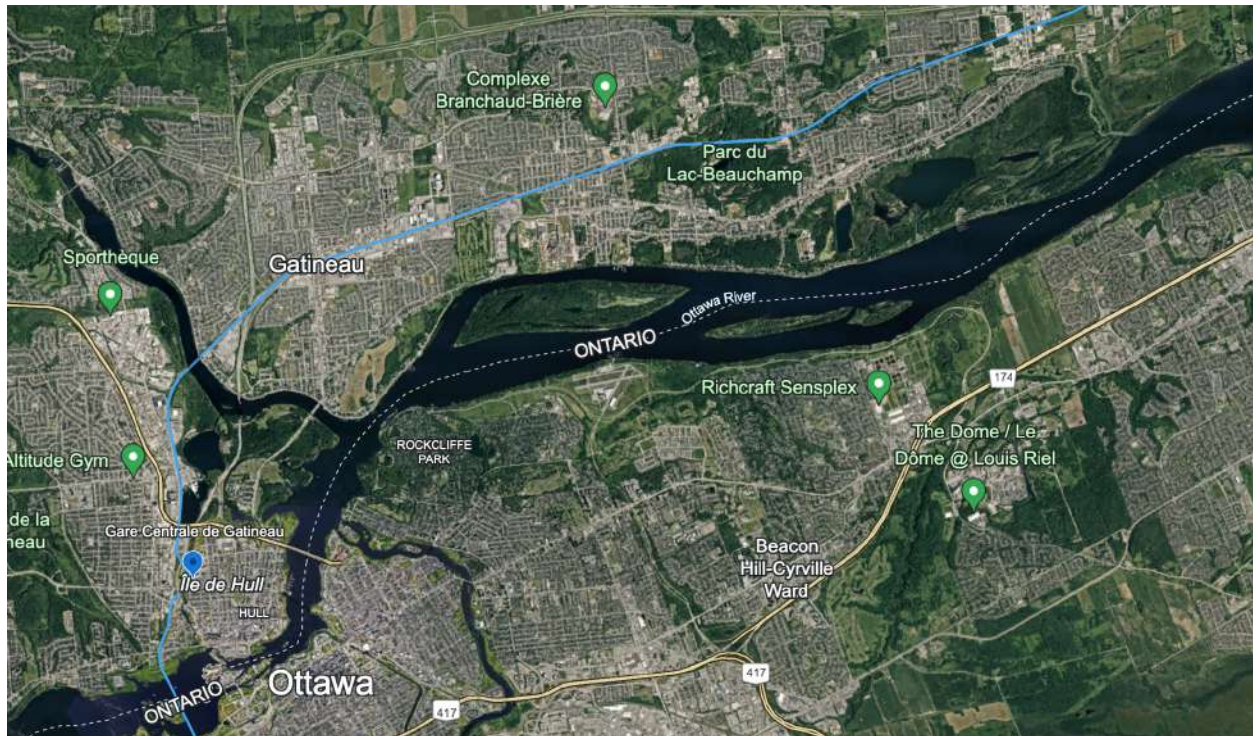 Complexe
Branchaud-Brière
Parc du
Lac-Beauchamp
Sporthèque
Gatineau
Ottawa River
ONTARIO
Richcraft Sensplex
174
The Dome / Le
Dôme @ Louis Riel
ROCKCLIFFE
PARK
Altitude Gym
de la
neau
Gare Centrale de Gatineau
Île de Hull
HULL
Beacon
Hill-Cyrville
Ward
Ottawa
ONTARIO
417
417